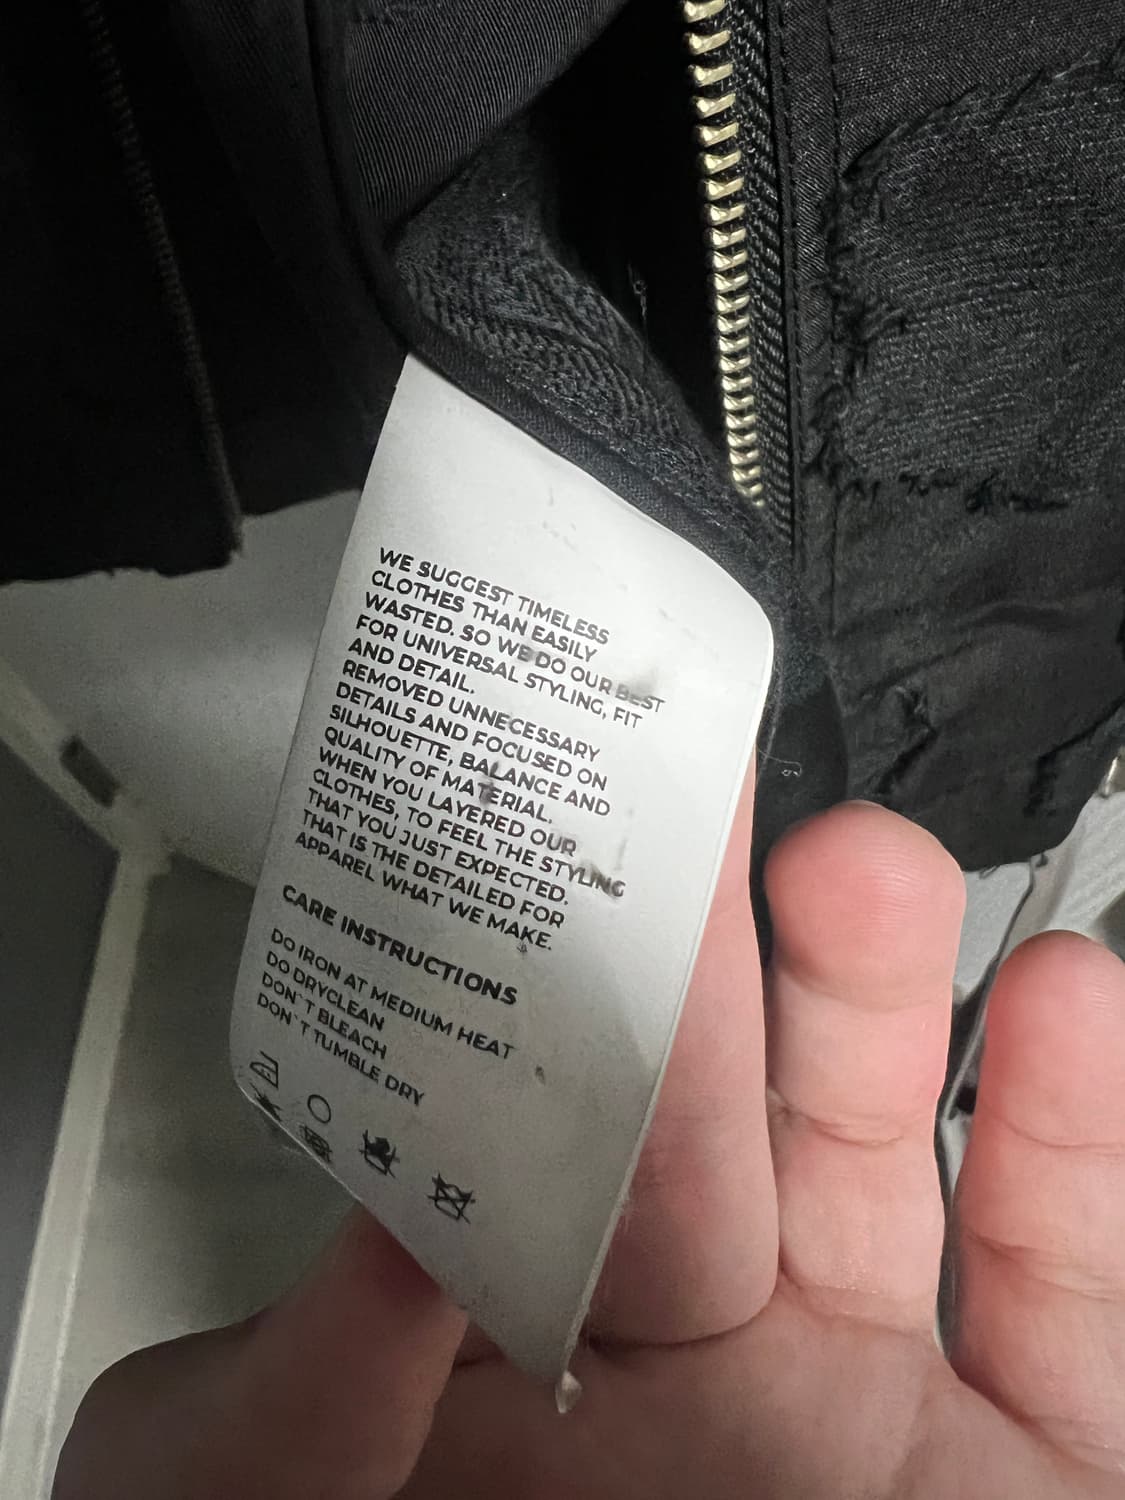 WE SUGGEST TIMELESS
CLOTHES THAN EASILY
WASTED. SO WE DO OUR BEST
FOR UNIVERSAL STYLING, FIT
AND DETAIL.
REMOVED UNNECESSARY
DETAILS AND FOCUSED ON
SILHOUETTE, BALANCE AND
QUALITY OF MATERIAL.
WHEN YOU LAYERED OUR
CLOTHES, TO FEEL THE STYLING
THAT YOU JUST EXPECTED.
THAT IS THE DETAILED FOR
APPAREL WHAT WE MAKE.
CARE INSTRUCTIONS
DO IRON AT MEDIUM HEAT
DO DRYCLEAN
DON`T BLEACH
DON`T TUMBLE DRY